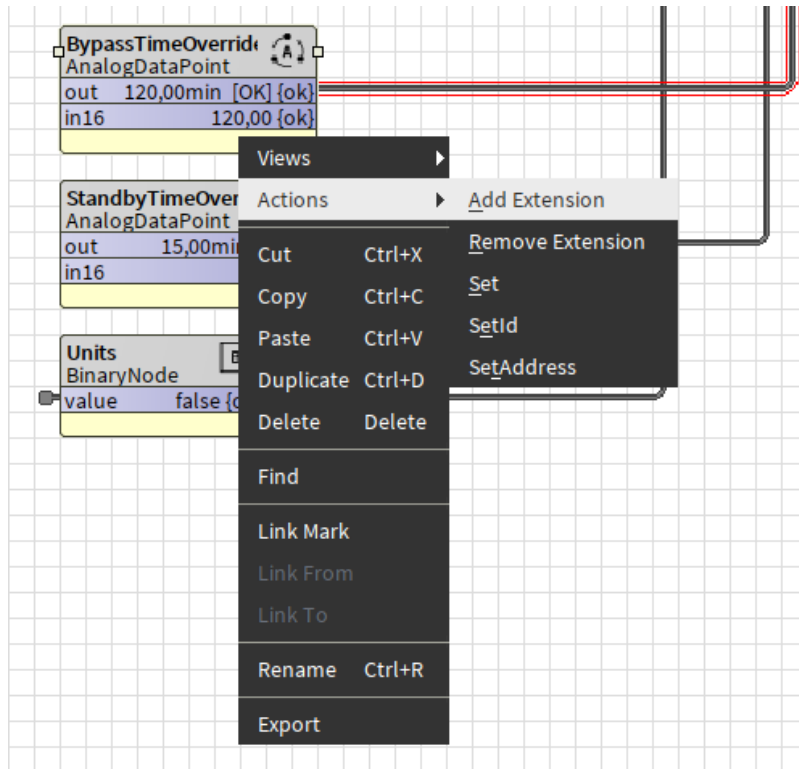 BypassTimeOverride
AnalogDataPoint
out 120,00min [OK] {ok}
in16 120,00 {ok}
StandbyTimeOver
AnalogDataPoint
out 15,00min
in16
Units
BinaryNode
value false {o
Views
Actions
Cut Ctrl+X
Copy Ctrl+C
Paste Ctrl+V
Duplicate Ctrl+D
Delete Delete
Find
Link Mark
Link From
Link To
Rename Ctrl+R
Export
Add Extension
Remove Extension
Set
SetId
SetAddress